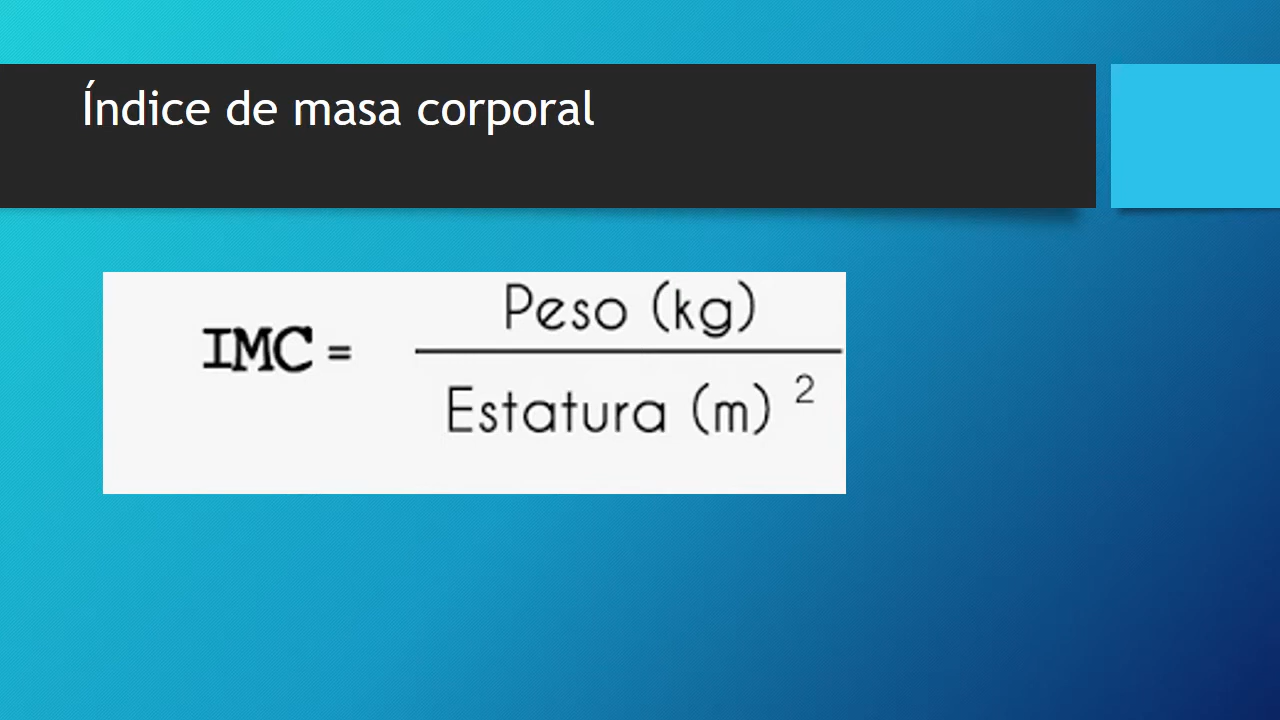 Índice de masa corporal
Peso (kg)
IMC =
Estatura (m) 2